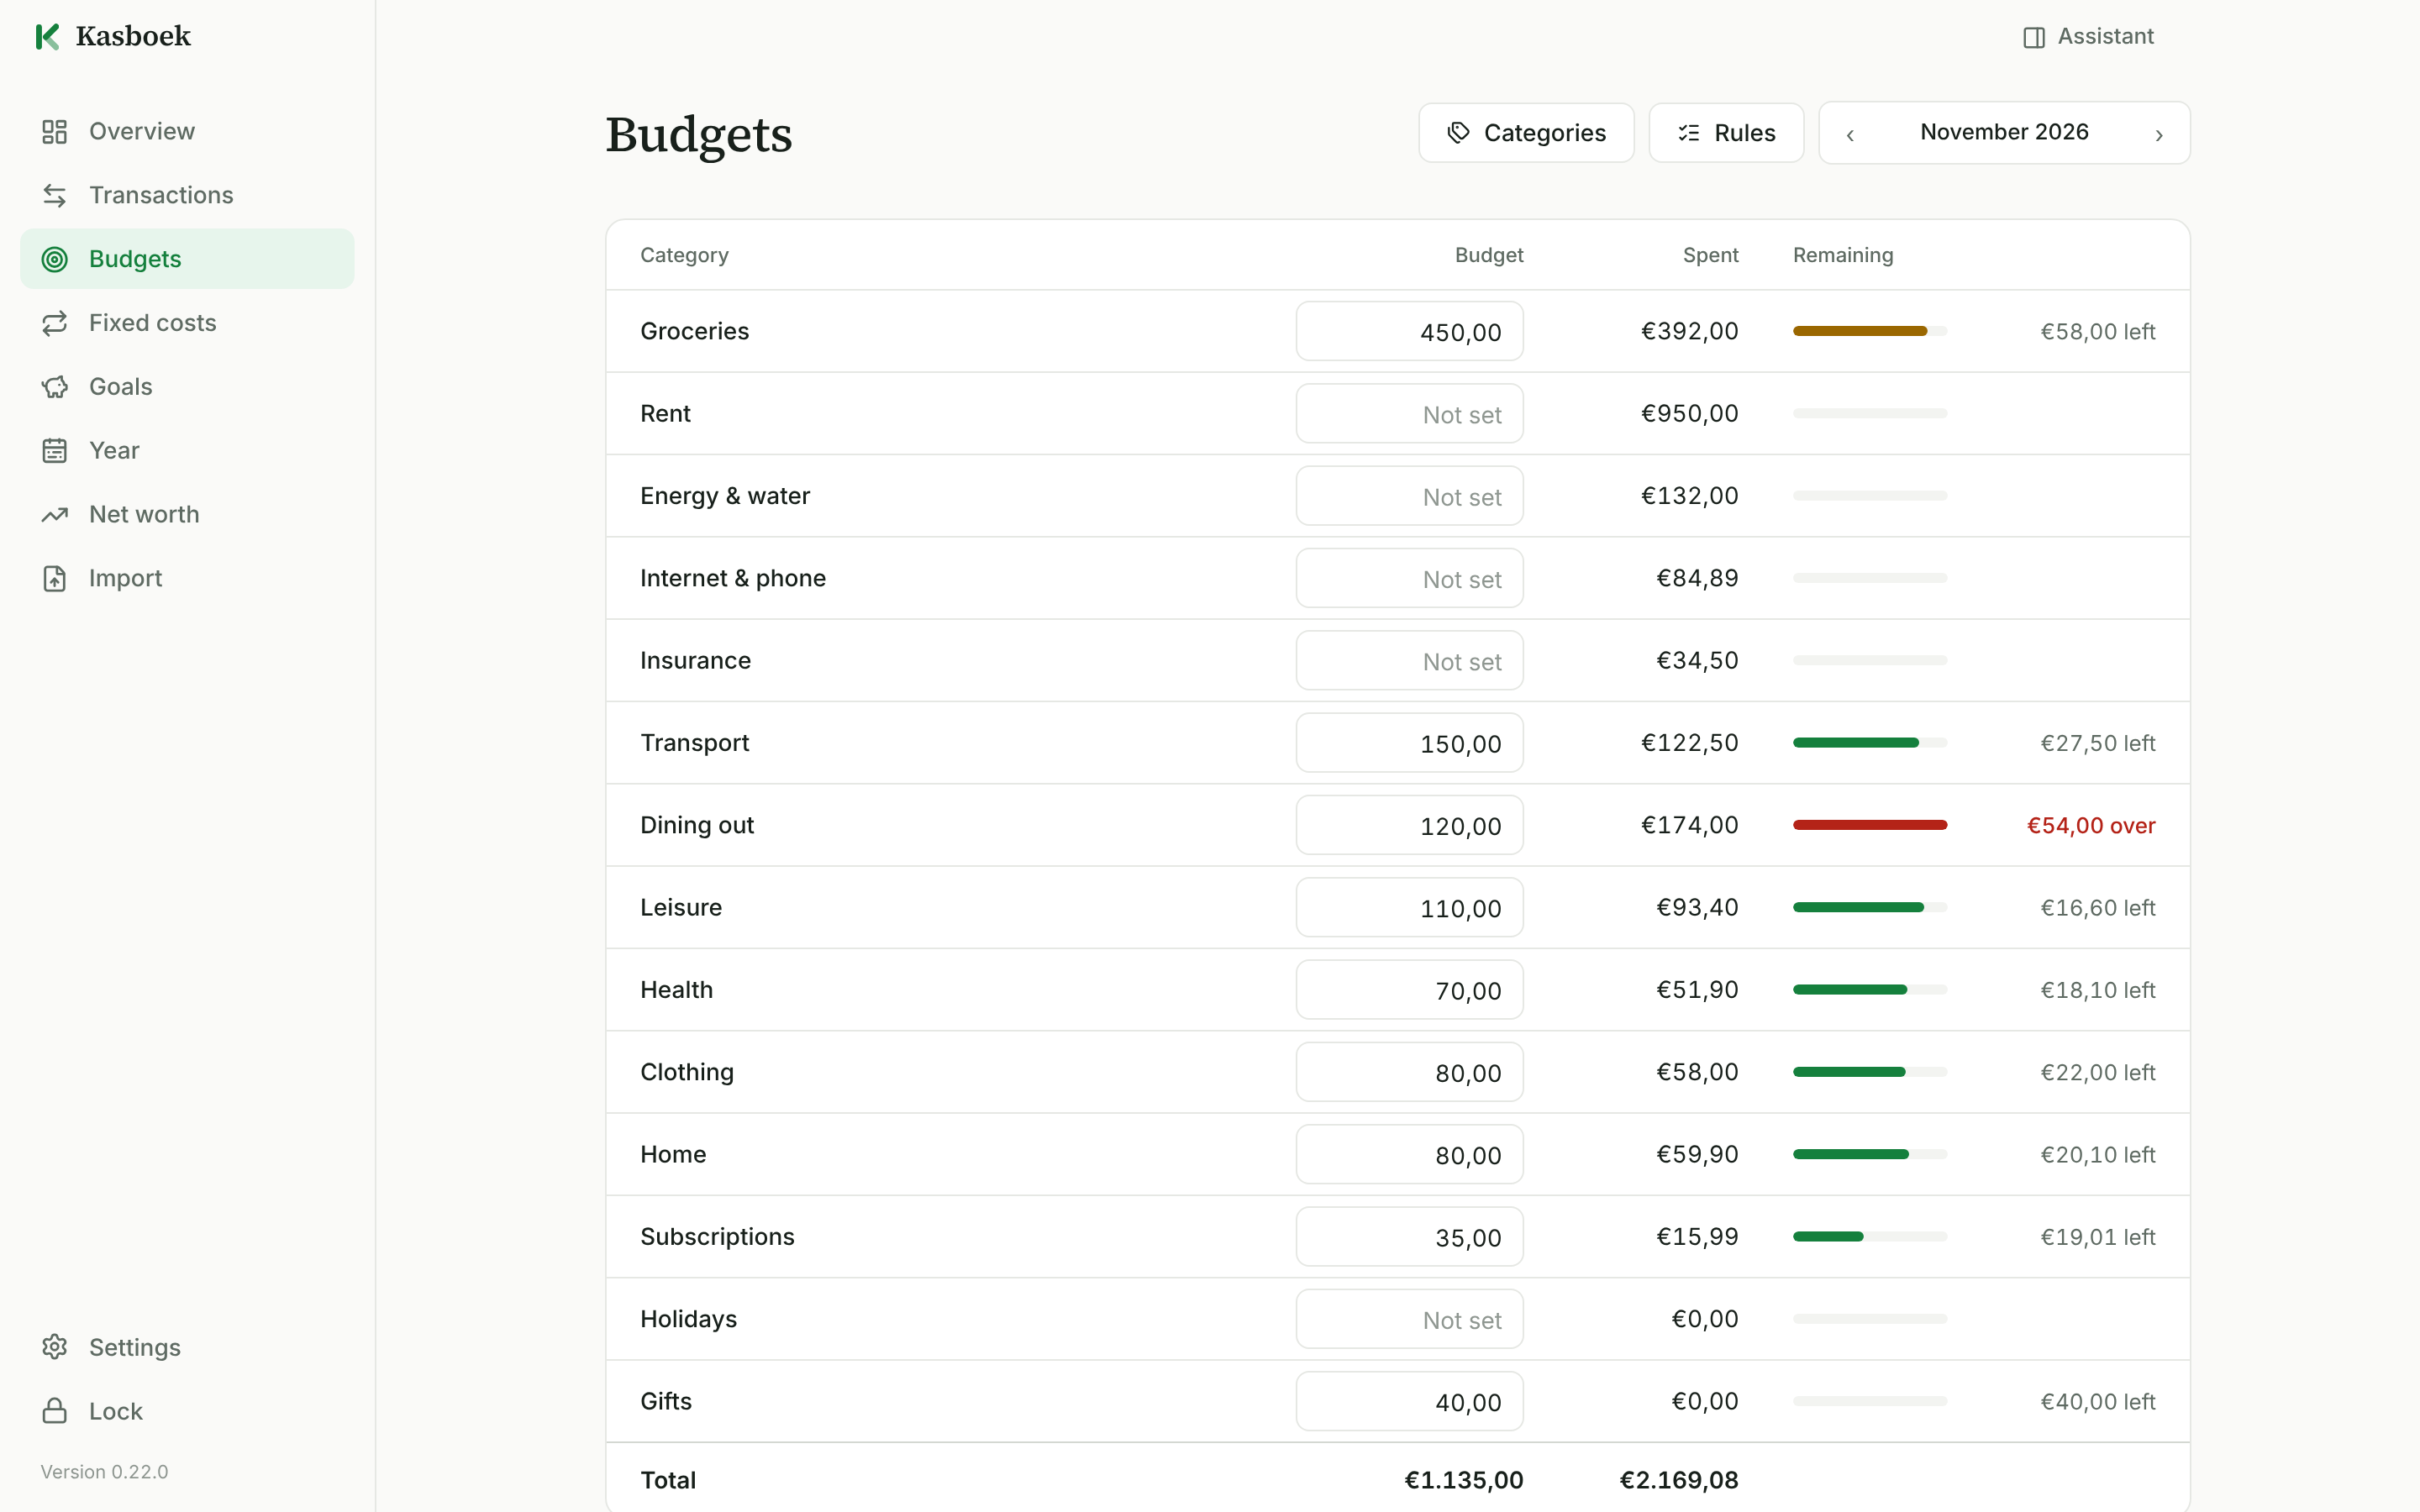 Kasboek
Assistant
Overview
Transactions
Budgets
Fixed costs
Goals
Year
Net worth
Import
Settings
Lock
Version 0.22.0
Budgets
Categories
Rules
‹ November 2026 ›
Category Budget Spent Remaining
Groceries 450,00 €392,00 €58,00 left
Rent Not set €950,00
Energy & water Not set €132,00
Internet & phone Not set €84,89
Insurance Not set €34,50
Transport 150,00 €122,50 €27,50 left
Dining out 120,00 €174,00 €54,00 over
Leisure 110,00 €93,40 €16,60 left
Health 70,00 €51,90 €18,10 left
Clothing 80,00 €58,00 €22,00 left
Home 80,00 €59,90 €20,10 left
Subscriptions 35,00 €15,99 €19,01 left
Holidays Not set €0,00
Gifts 40,00 €0,00 €40,00 left
Total €1.135,00 €2.169,08